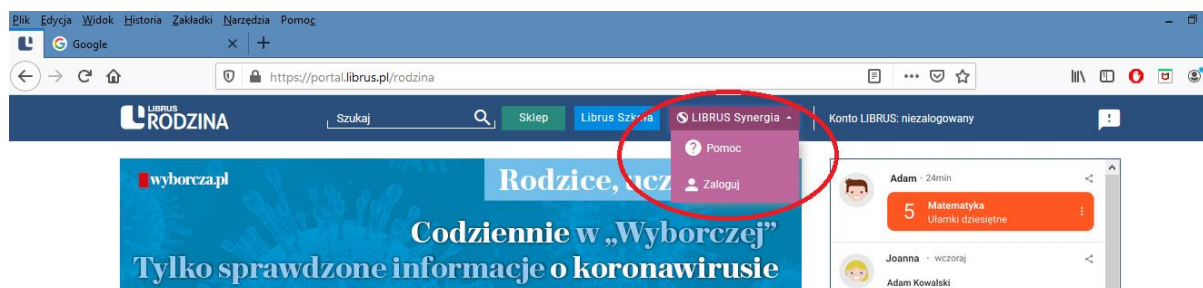 Plik Edycja Widok Historia Zakładki Narzędzia Pomoc
Google
https://portal.librus.pl/rodzina
LIBRUS
RODZINA
Szukaj
Sklep
Librus Szkoła
LIBRUS Synergia
Konto LIBRUS: niezalogowany
Pomoc
Zaloguj
wyborcza.pl
Rodzice, ucz
Codziennie w „Wyborczej”
Tylko sprawdzone informacje o koronawirusie
Adam · 24min
5
Matematyka
Ułamki dziesiętne
Joanna · wczoraj
Adam Kowalski